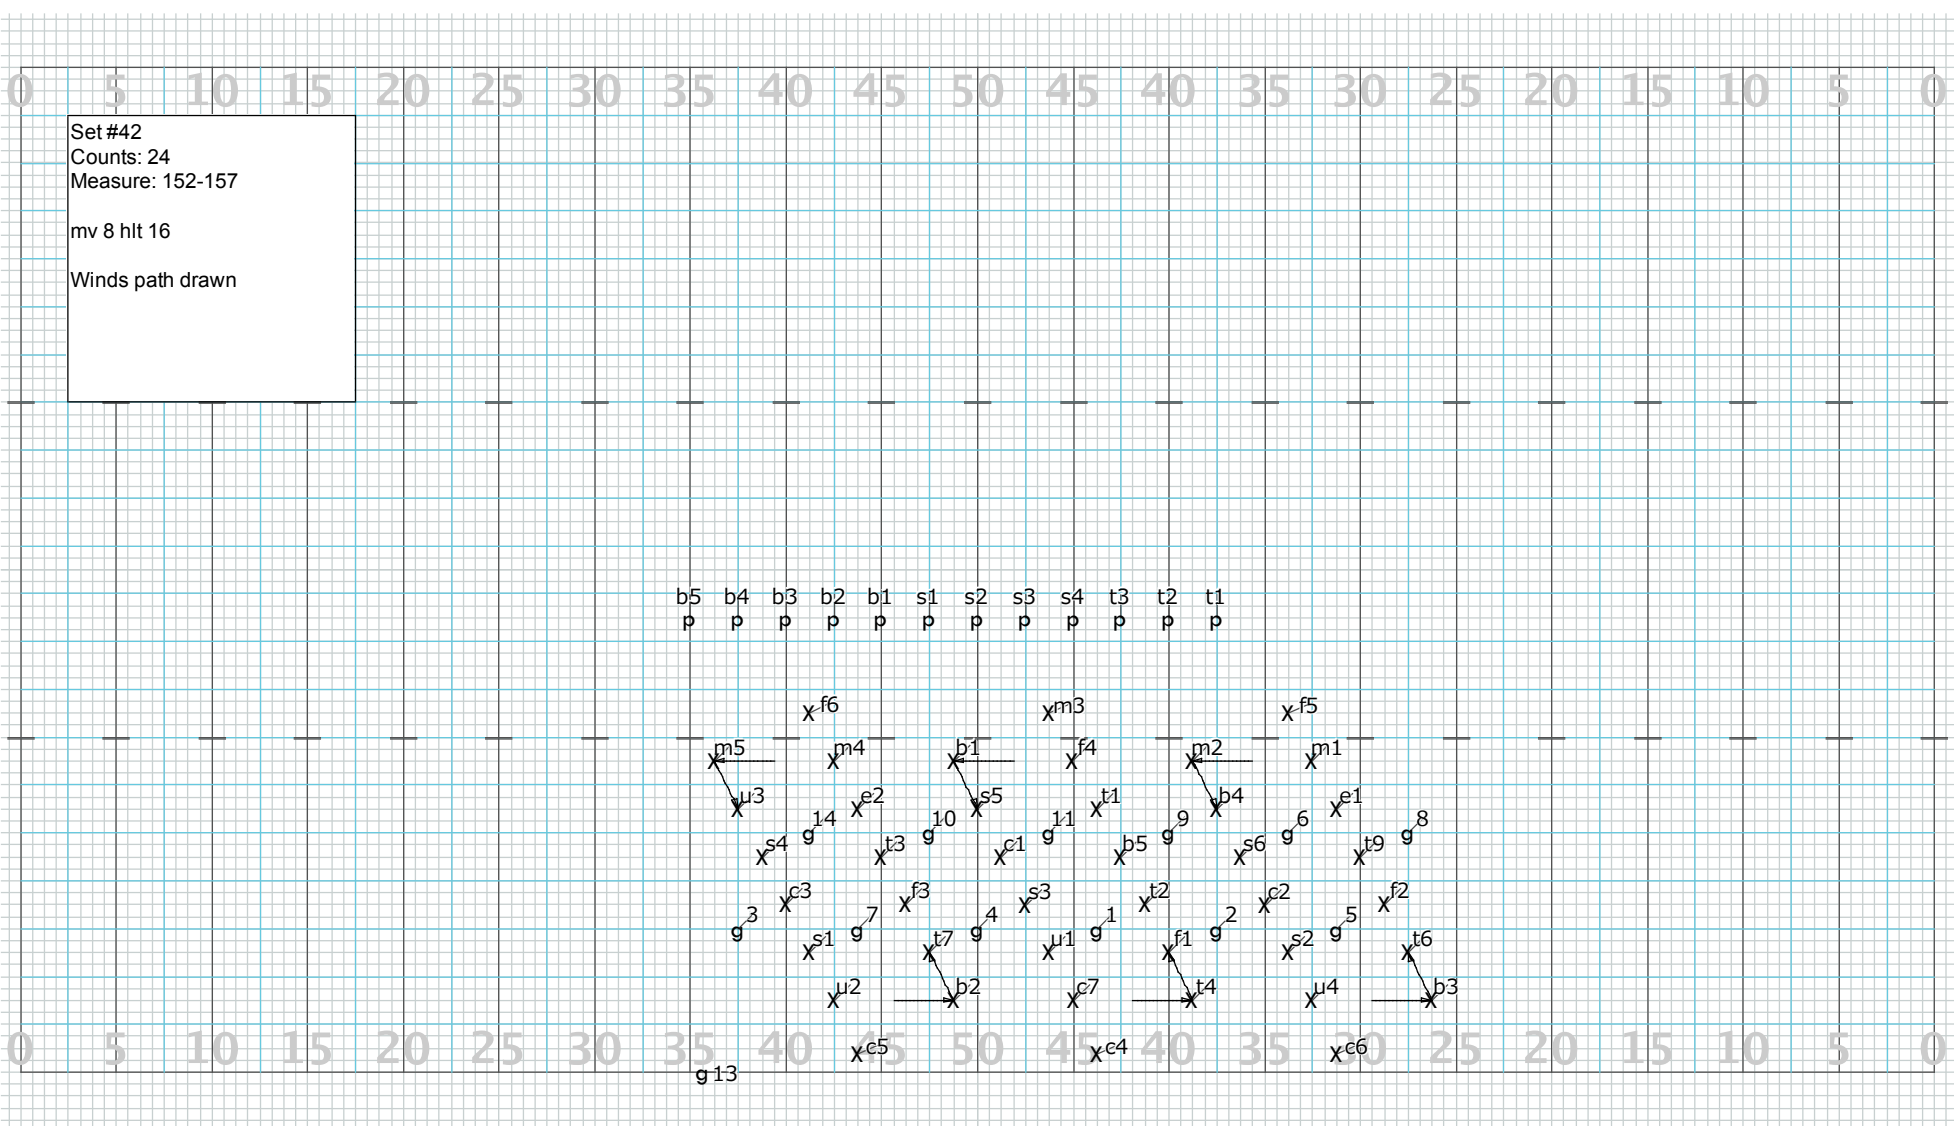 0 5 10 15 20 25 30 35 40 45 50 45 40 35 30 25 20 15 10 5 0
Set #42
Counts: 24
Measure: 152-157
mv 8 hlt 16
Winds path drawn
b5 b4 b3 b2 b1 s1 s2 s3 s4 t3 t2 t1
p p p p p p p p p p p p
f6 m3 f5
X X X
m5 m4 b1 f4 m2 m1
X X X X X X
u3 e2 s5 t1 b4 e1
X X X X X X
14 10 11 9 6 8
g g g g g g
s4 t3 c1 b5 s6 t9
X X X X X X
c3 f3 s3 t2 c2 f2
X X X X X X
3 7 4 1 2 5
g g g g g g
s1 t7 u1 f1 s2 t6
X X X X X X
u2 b2 c7 t4 u4 b3
X X X X X X
0 5 10 15 20 25 30 35 40 45 50 45 40 35 30 25 20 15 10 5 0
c5 c4 c6
X X X
g 13